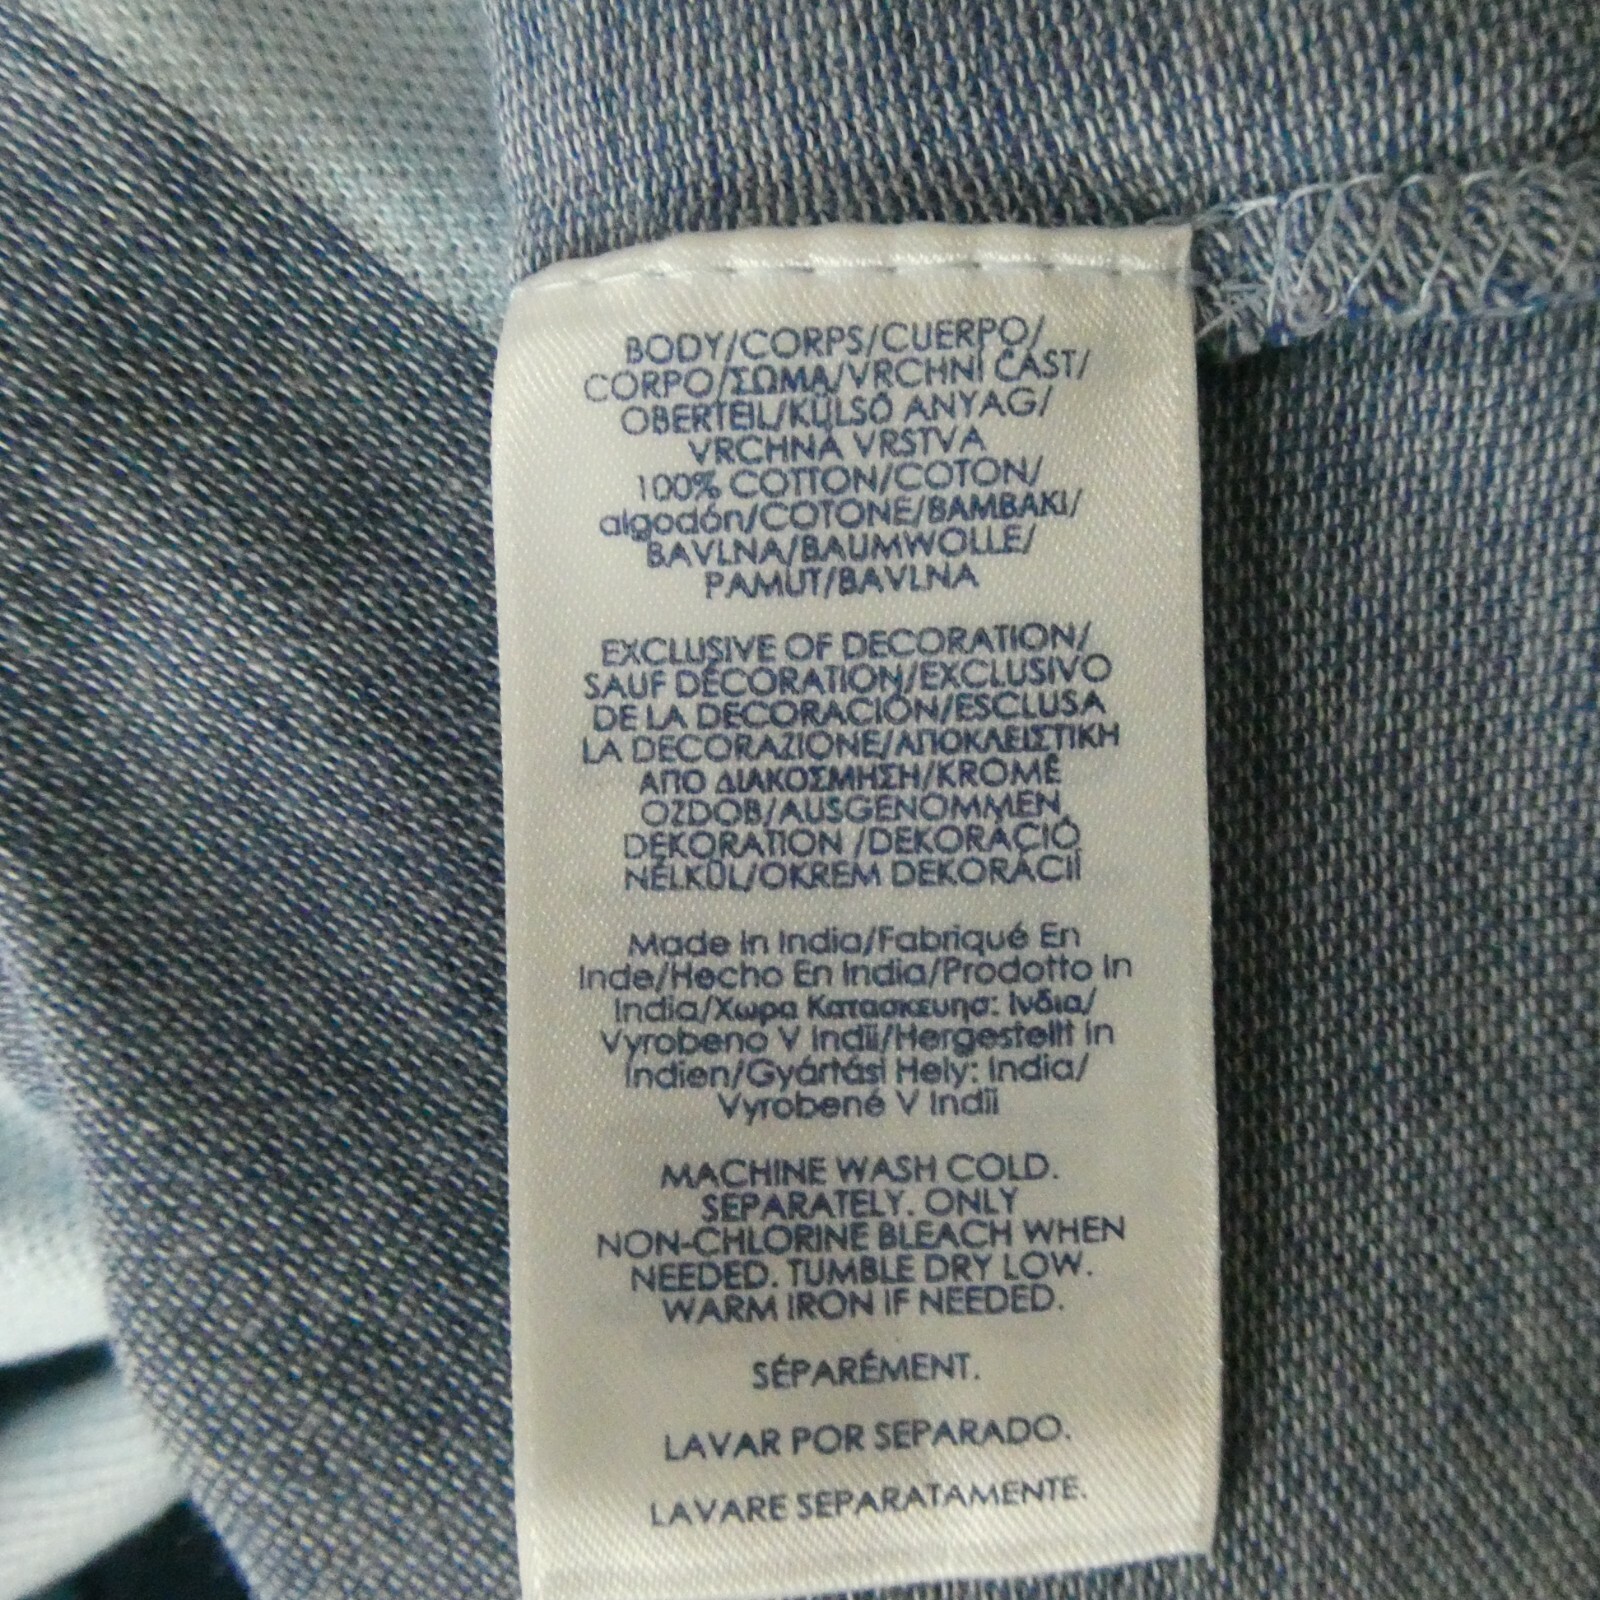 BODY/CORPS/CUERPO/
CORPO/ΣΩMA/VRCHNÍ ČÁST/
OBERTEIL/KÜLSŐ ANYAG/
VRCHNÁ VRSTVA
100% COTTON/COTON/
algodón/COTONE/BAMBAKI/
BAVLNA/BAUMWOLLE/
PAMUT/BAVLNA
EXCLUSIVE OF DECORATION/
SAUF DÉCORATION/EXCLUSIVO
DE LA DECORACIÓN/ESCLUSA
LA DECORAZIONE/ΑΠΟΚΛΕΙΣΤΙΚΗ
ΑΠΟ ΔΙΑΚΟΣΜΗΣΗ/KROMĚ
OZDOB/AUSGENOMMEN
DEKORATION /DEKORÁCIÓ
NÉLKÜL/OKREM DEKORÁCIÍ
Made In India/Fabriqué En
Inde/Hecho En India/Prodotto In
India/Χωρα Κατασκευησ: Ινδια/
Vyrobeno V Indii/Hergestellt In
Indien/Gyártási Hely: India/
Vyrobené V Indii
MACHINE WASH COLD.
SEPARATELY. ONLY
NON-CHLORINE BLEACH WHEN
NEEDED. TUMBLE DRY LOW.
WARM IRON IF NEEDED.
SÉPARÉMENT.
LAVAR POR SEPARADO.
LAVARE SEPARATAMENTE.